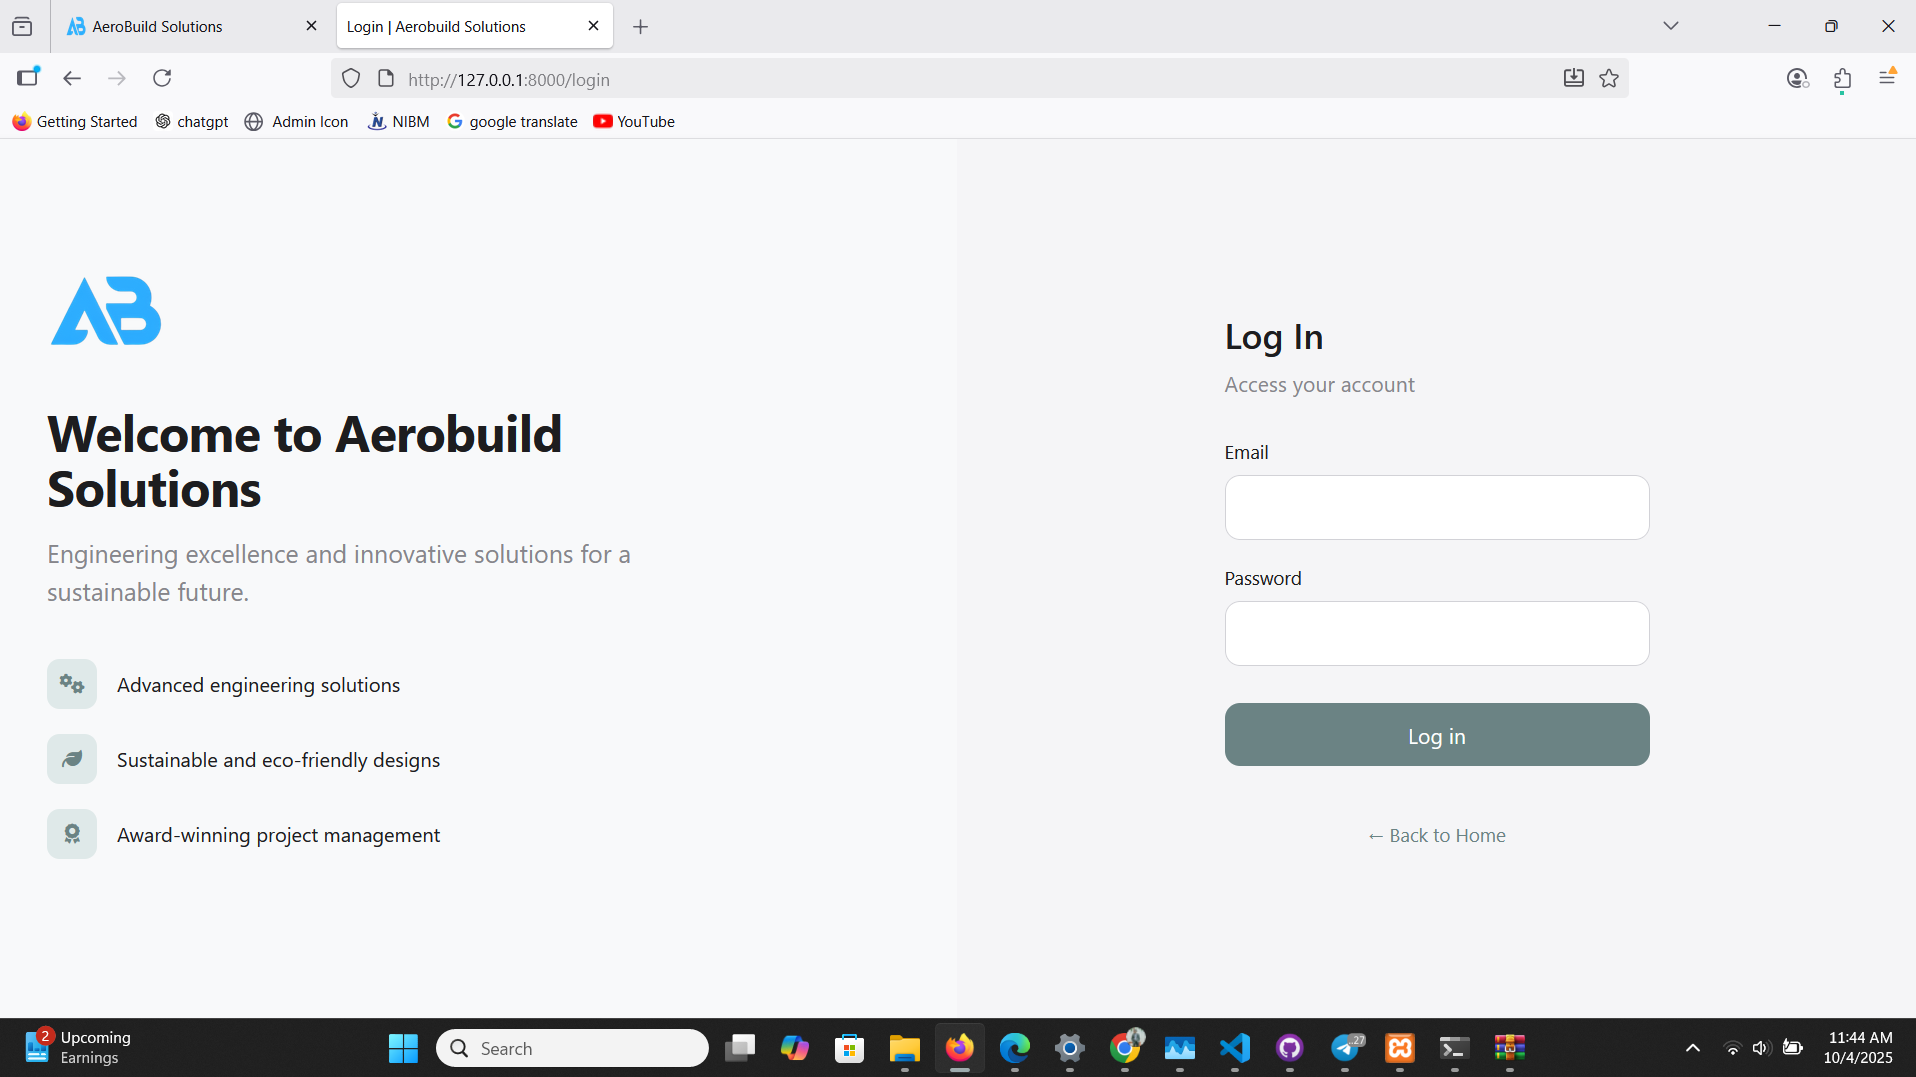 AeroBuild Solutions
Login | Aerobuild Solutions
http://127.0.0.1:8000/login
Getting Started
chatgpt
Admin Icon
NIBM
google translate
YouTube
AB
Welcome to Aerobuild
Solutions
Engineering excellence and innovative solutions for a
sustainable future.
Advanced engineering solutions
Sustainable and eco-friendly designs
Award-winning project management
Log In
Access your account
Email
Password
Log in
← Back to Home
2
Upcoming
Earnings
Search
..27
11:44 AM
10/4/2025